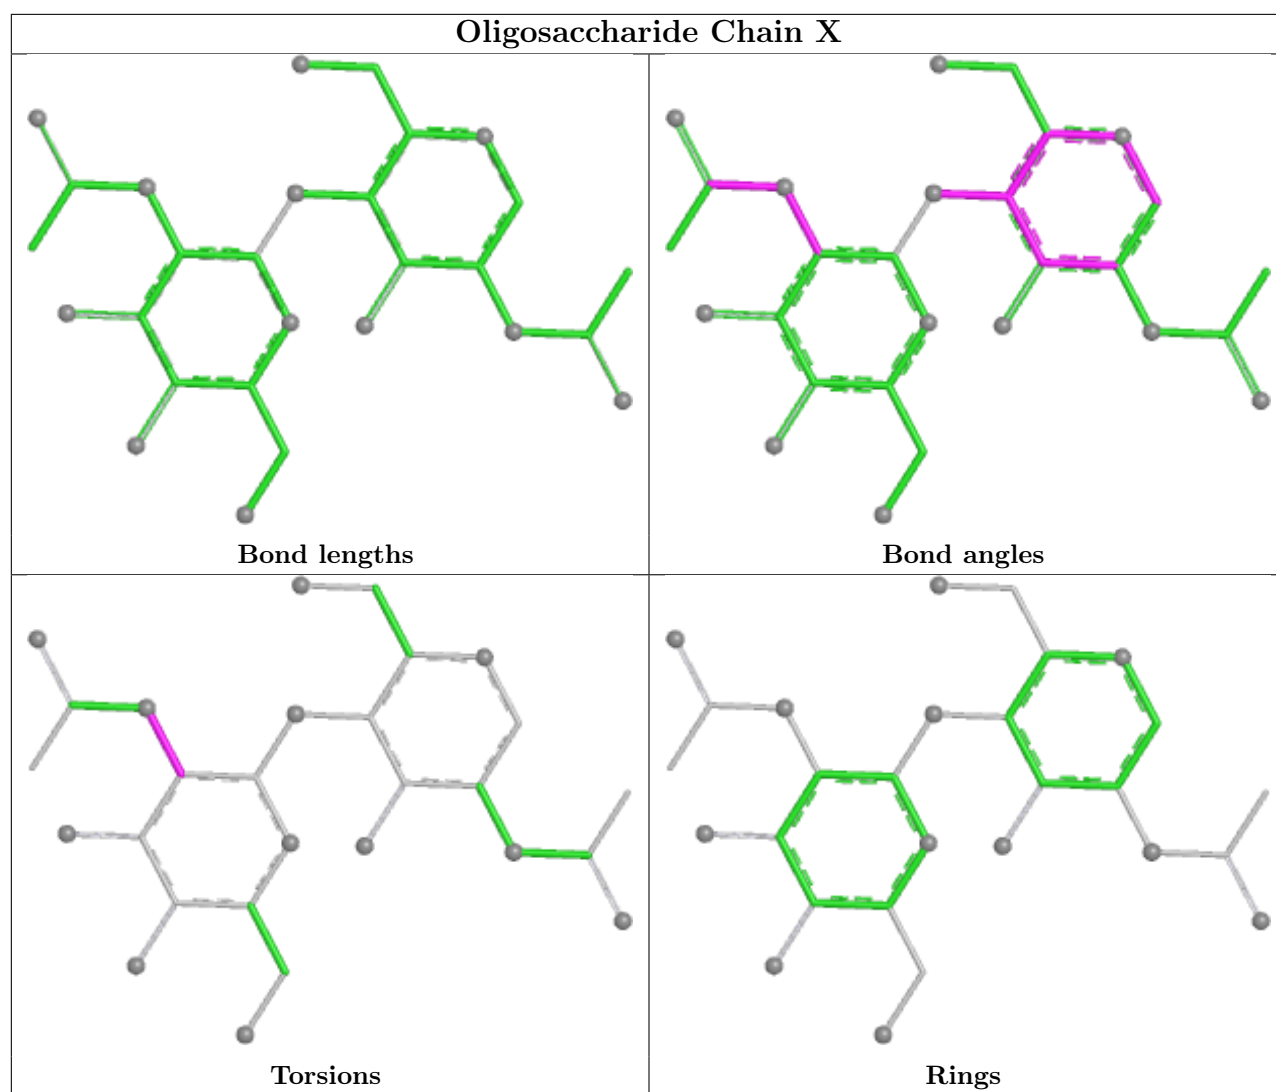 Oligosaccharide Chain X
Bond lengths
Bond angles
Torsions
Rings